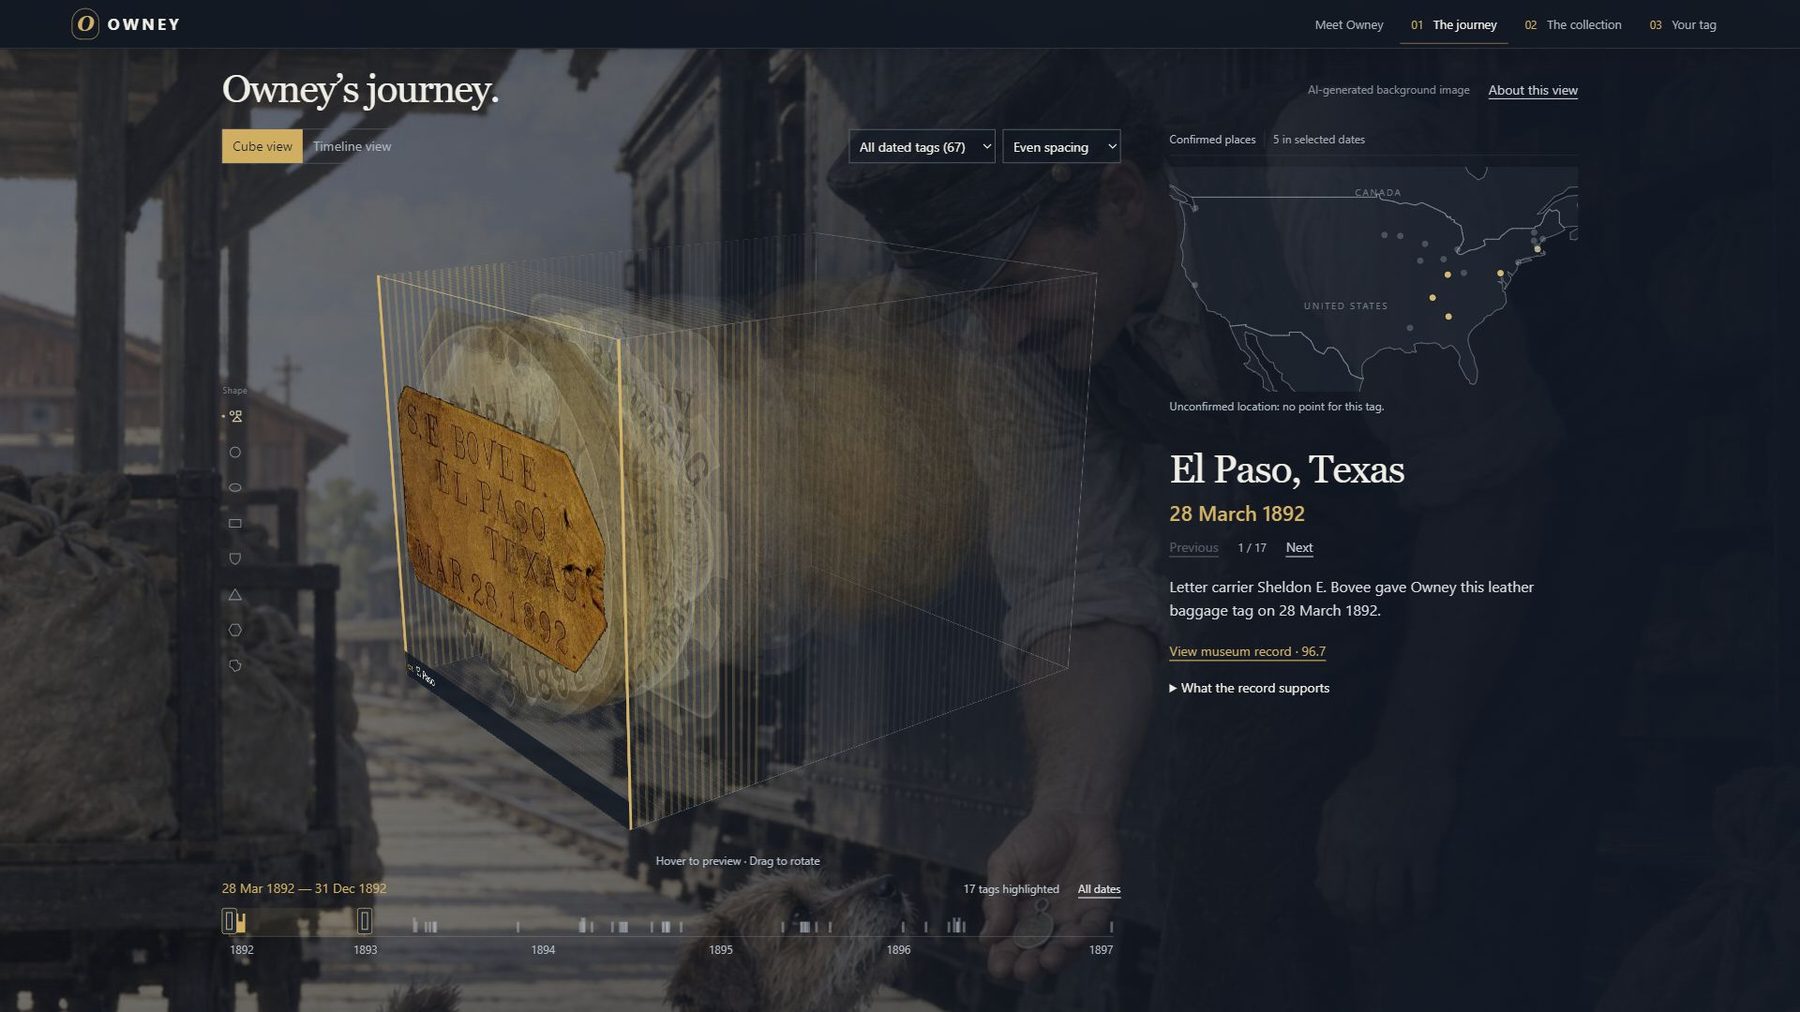 O OWNEY
Meet Owney
01 The journey
02 The collection
03 Your tag
Owney's journey.
AI-generated background image
About this view
Cube view
Timeline view
All dated tags (67)
Even spacing
Confirmed places
5 in selected dates
CANADA
UNITED STATES
Unconfirmed location: no point for this tag.
Shape
S.E. BOVEE.
EL PASO
TEXAS.
MAR.28.1892.
El Paso
El Paso, Texas
28 March 1892
Previous
1 / 17
Next
Letter carrier Sheldon E. Bovee gave Owney this leather
baggage tag on 28 March 1892.
View museum record · 96.7
What the record supports
Hover to preview · Drag to rotate
28 Mar 1892 — 31 Dec 1892
17 tags highlighted
All dates
1892
1893
1894
1895
1896
1897